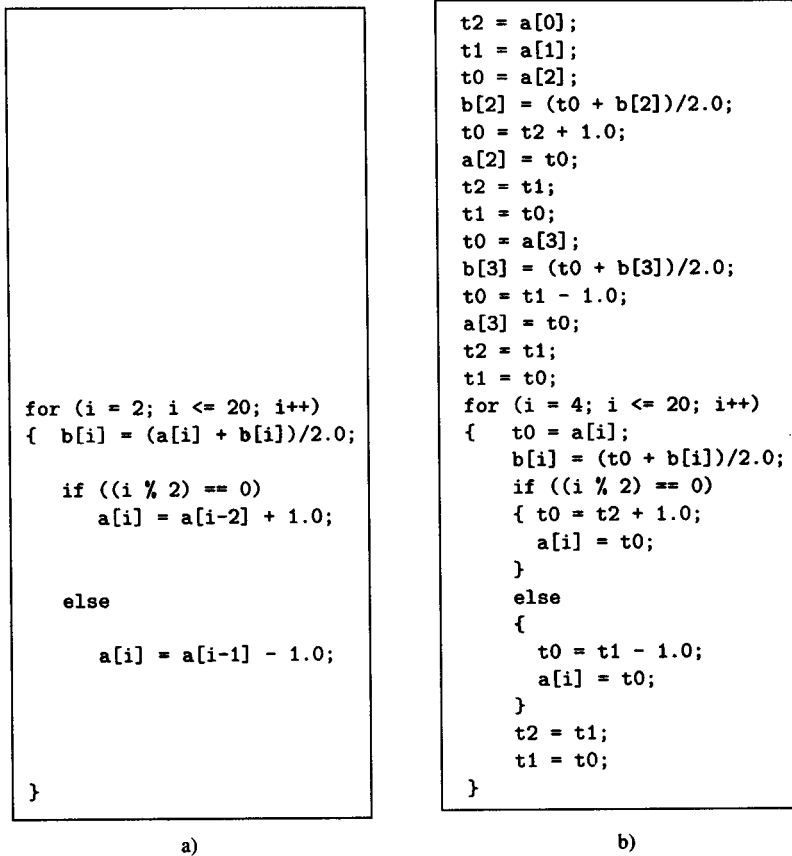 for (i = 2; i <= 20; i++)
{ b[i] = (a[i] + b[i])/2.0;
if ((i % 2) == 0)
a[i] = a[i-2] + 1.0;
else
a[i] = a[i-1] - 1.0;
}
a)
t2 = a[0];
t1 = a[1];
t0 = a[2];
b[2] = (t0 + b[2])/2.0;
t0 = t2 + 1.0;
a[2] = t0;
t2 = t1;
t1 = t0;
t0 = a[3];
b[3] = (t0 + b[3])/2.0;
t0 = t1 - 1.0;
a[3] = t0;
t2 = t1;
t1 = t0;
for (i = 4; i <= 20; i++)
{ t0 = a[i];
b[i] = (t0 + b[i])/2.0;
if ((i % 2) == 0)
{ t0 = t2 + 1.0;
a[i] = t0;
}
else
{
t0 = t1 - 1.0;
a[i] = t0;
}
t2 = t1;
t1 = t0;
}
b)